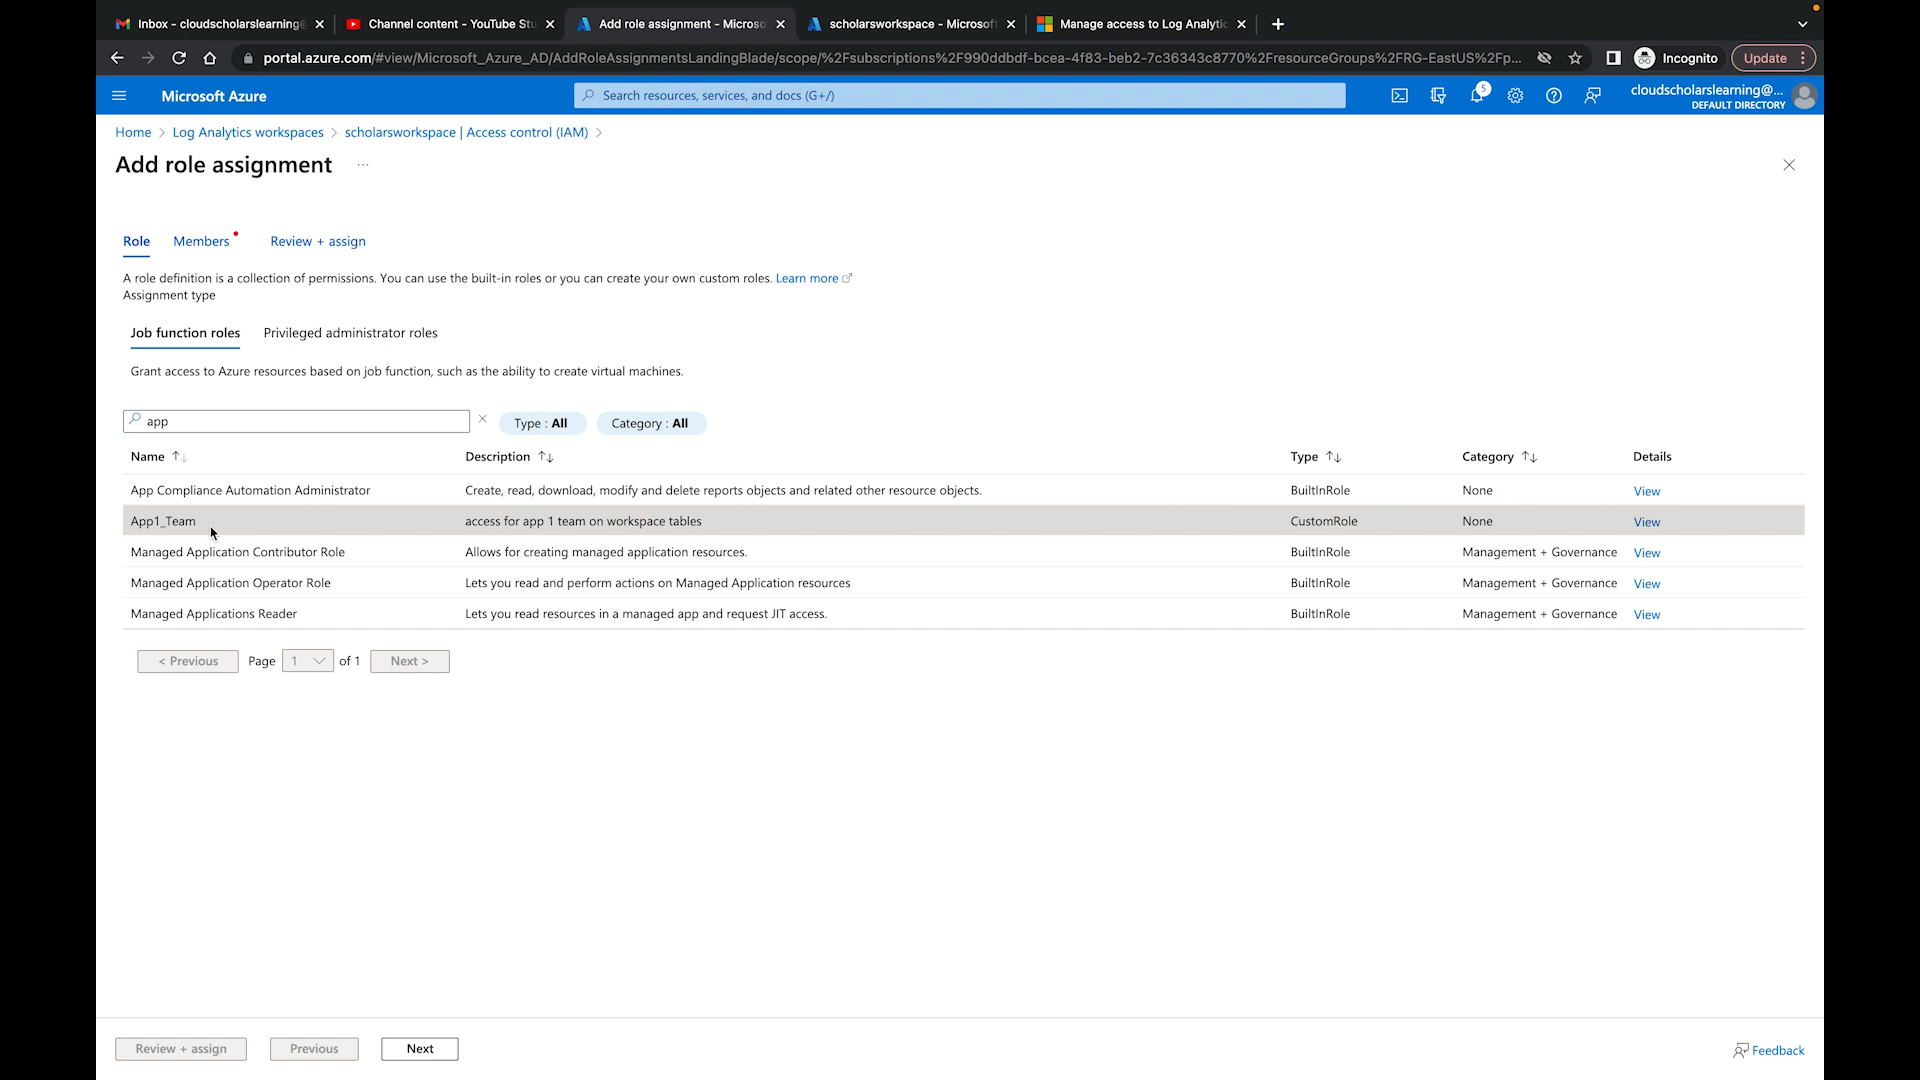 Inbox - cloudscholarslearning@
Channel content - YouTube Stu
Add role assignment - Microso
scholarsworkspace - Microsoft
Manage access to Log Analytic
portal.azure.com/#view/Microsoft_Azure_AD/AddRoleAssignmentsLandingBlade/scope/%2Fsubscriptions%2F990ddbdf-bcea-4f83-beb2-7c36343c8770%2FresourceGroups%2FRG-EastUS%2Fp...
Incognito
Update
Microsoft Azure
Search resources, services, and docs (G+/)
5
cloudscholarslearning@...
DEFAULT DIRECTORY
Home > Log Analytics workspaces > scholarsworkspace | Access control (IAM) >
Add role assignment ...
Role Members Review + assign
A role definition is a collection of permissions. You can use the built-in roles or you can create your own custom roles. Learn more
Assignment type
Job function roles Privileged administrator roles
Grant access to Azure resources based on job function, such as the ability to create virtual machines.
app Type : All Category : All
Name Description Type Category Details
App Compliance Automation Administrator Create, read, download, modify and delete reports objects and related other resource objects. BuiltInRole None View
App1_Team access for app 1 team on workspace tables CustomRole None View
Managed Application Contributor Role Allows for creating managed application resources. BuiltInRole Management + Governance View
Managed Application Operator Role Lets you read and perform actions on Managed Application resources BuiltInRole Management + Governance View
Managed Applications Reader Lets you read resources in a managed app and request JIT access. BuiltInRole Management + Governance View
< Previous Page 1 of 1 Next >
Review + assign Previous Next
Feedback